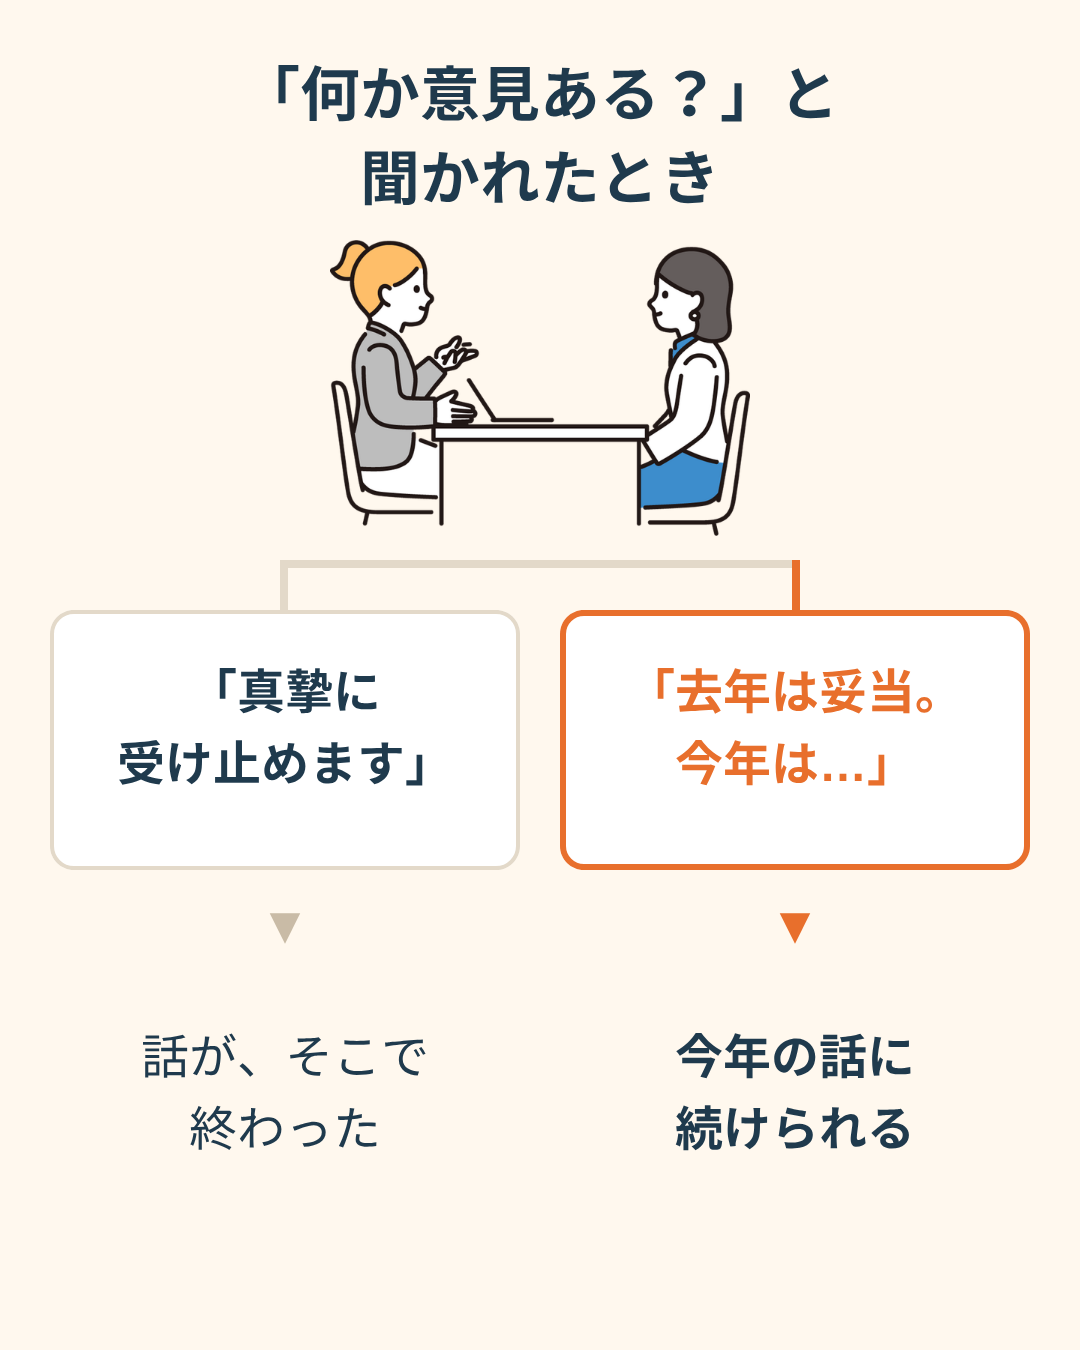 「何か意見ある？」と
聞かれたとき
「真摯に
受け止めます」
「去年は妥当。
今年は…」
▼
▼
話が、そこで
終わった
今年の話に
続けられる